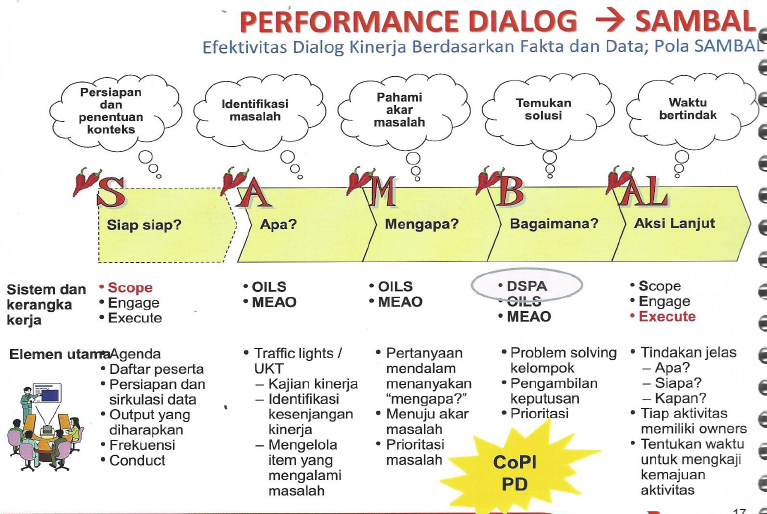 PERFORMANCE DIALOG → SAMBAL
Efektivitas Dialog Kinerja Berdasarkan Fakta dan Data; Pola SAMBAL
Persiapan
dan
penentuan
konteks
Identifikasi
masalah
Pahami
akar
masalah
Temukan
solusi
Waktu
bertindak
S
A
M
B
AL
Siap siap?
Apa?
Mengapa?
Bagaimana?
Aksi Lanjut
Sistem dan
kerangka
kerja
• Scope
• Engage
• Execute
• OILS
• MEAO
• OILS
• MEAO
• DSPA
• OILS
• MEAO
• Scope
• Engage
• Execute
Elemen utama
• Agenda
• Daftar peserta
• Persiapan dan
sirkulasi data
• Output yang
diharapkan
• Frekuensi
• Conduct
• Traffic lights /
UKT
– Kajian kinerja
– Identifikasi
kesenjangan
kinerja
– Mengelola
item yang
mengalami
masalah
• Pertanyaan
mendalam
menanyakan
“mengapa?”
• Menuju akar
masalah
• Prioritasi
masalah
• Problem solving
kelompok
• Pengambilan
keputusan
• Prioritasi
CoPI
PD
• Tindakan jelas
– Apa?
– Siapa?
– Kapan?
• Tiap aktivitas
memiliki owners
• Tentukan waktu
untuk mengkaji
kemajuan
aktivitas
17